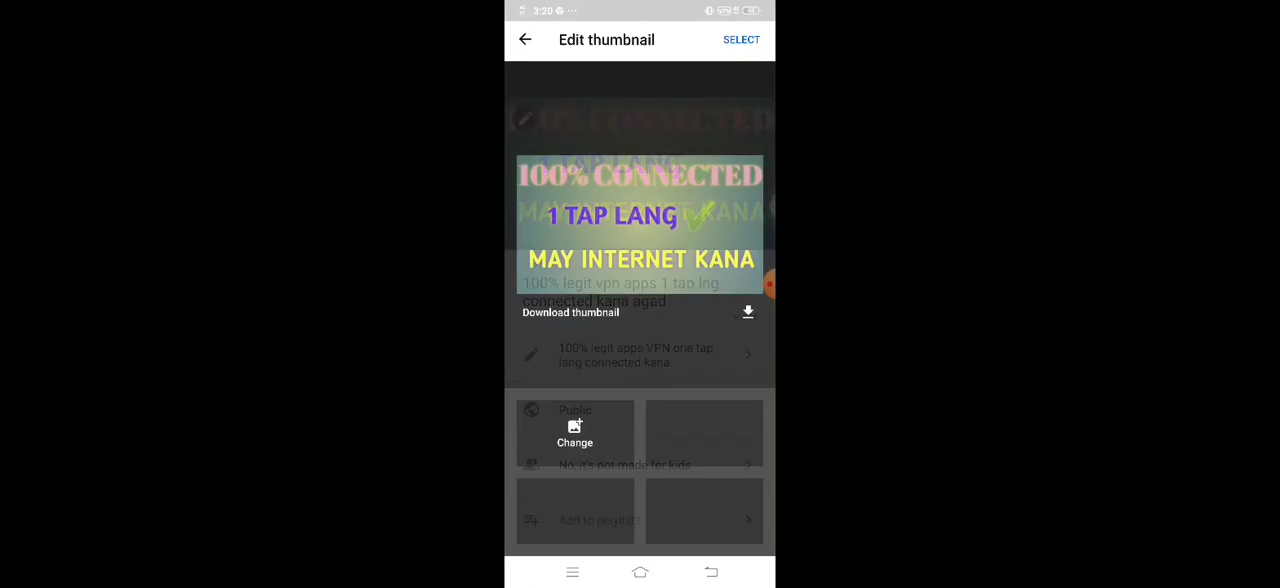 3:20
VPN
Edit thumbnail
SELECT
100% CONNECTED
1 TAP LANG
MAY INTERNET KANA
100% legit vpn apps 1 tap lng
connected kana agad
Download thumbnail
100% legit apps VPN one tap
lang connected kana
Public
Change
No, it's not made for kids
Add to playlists